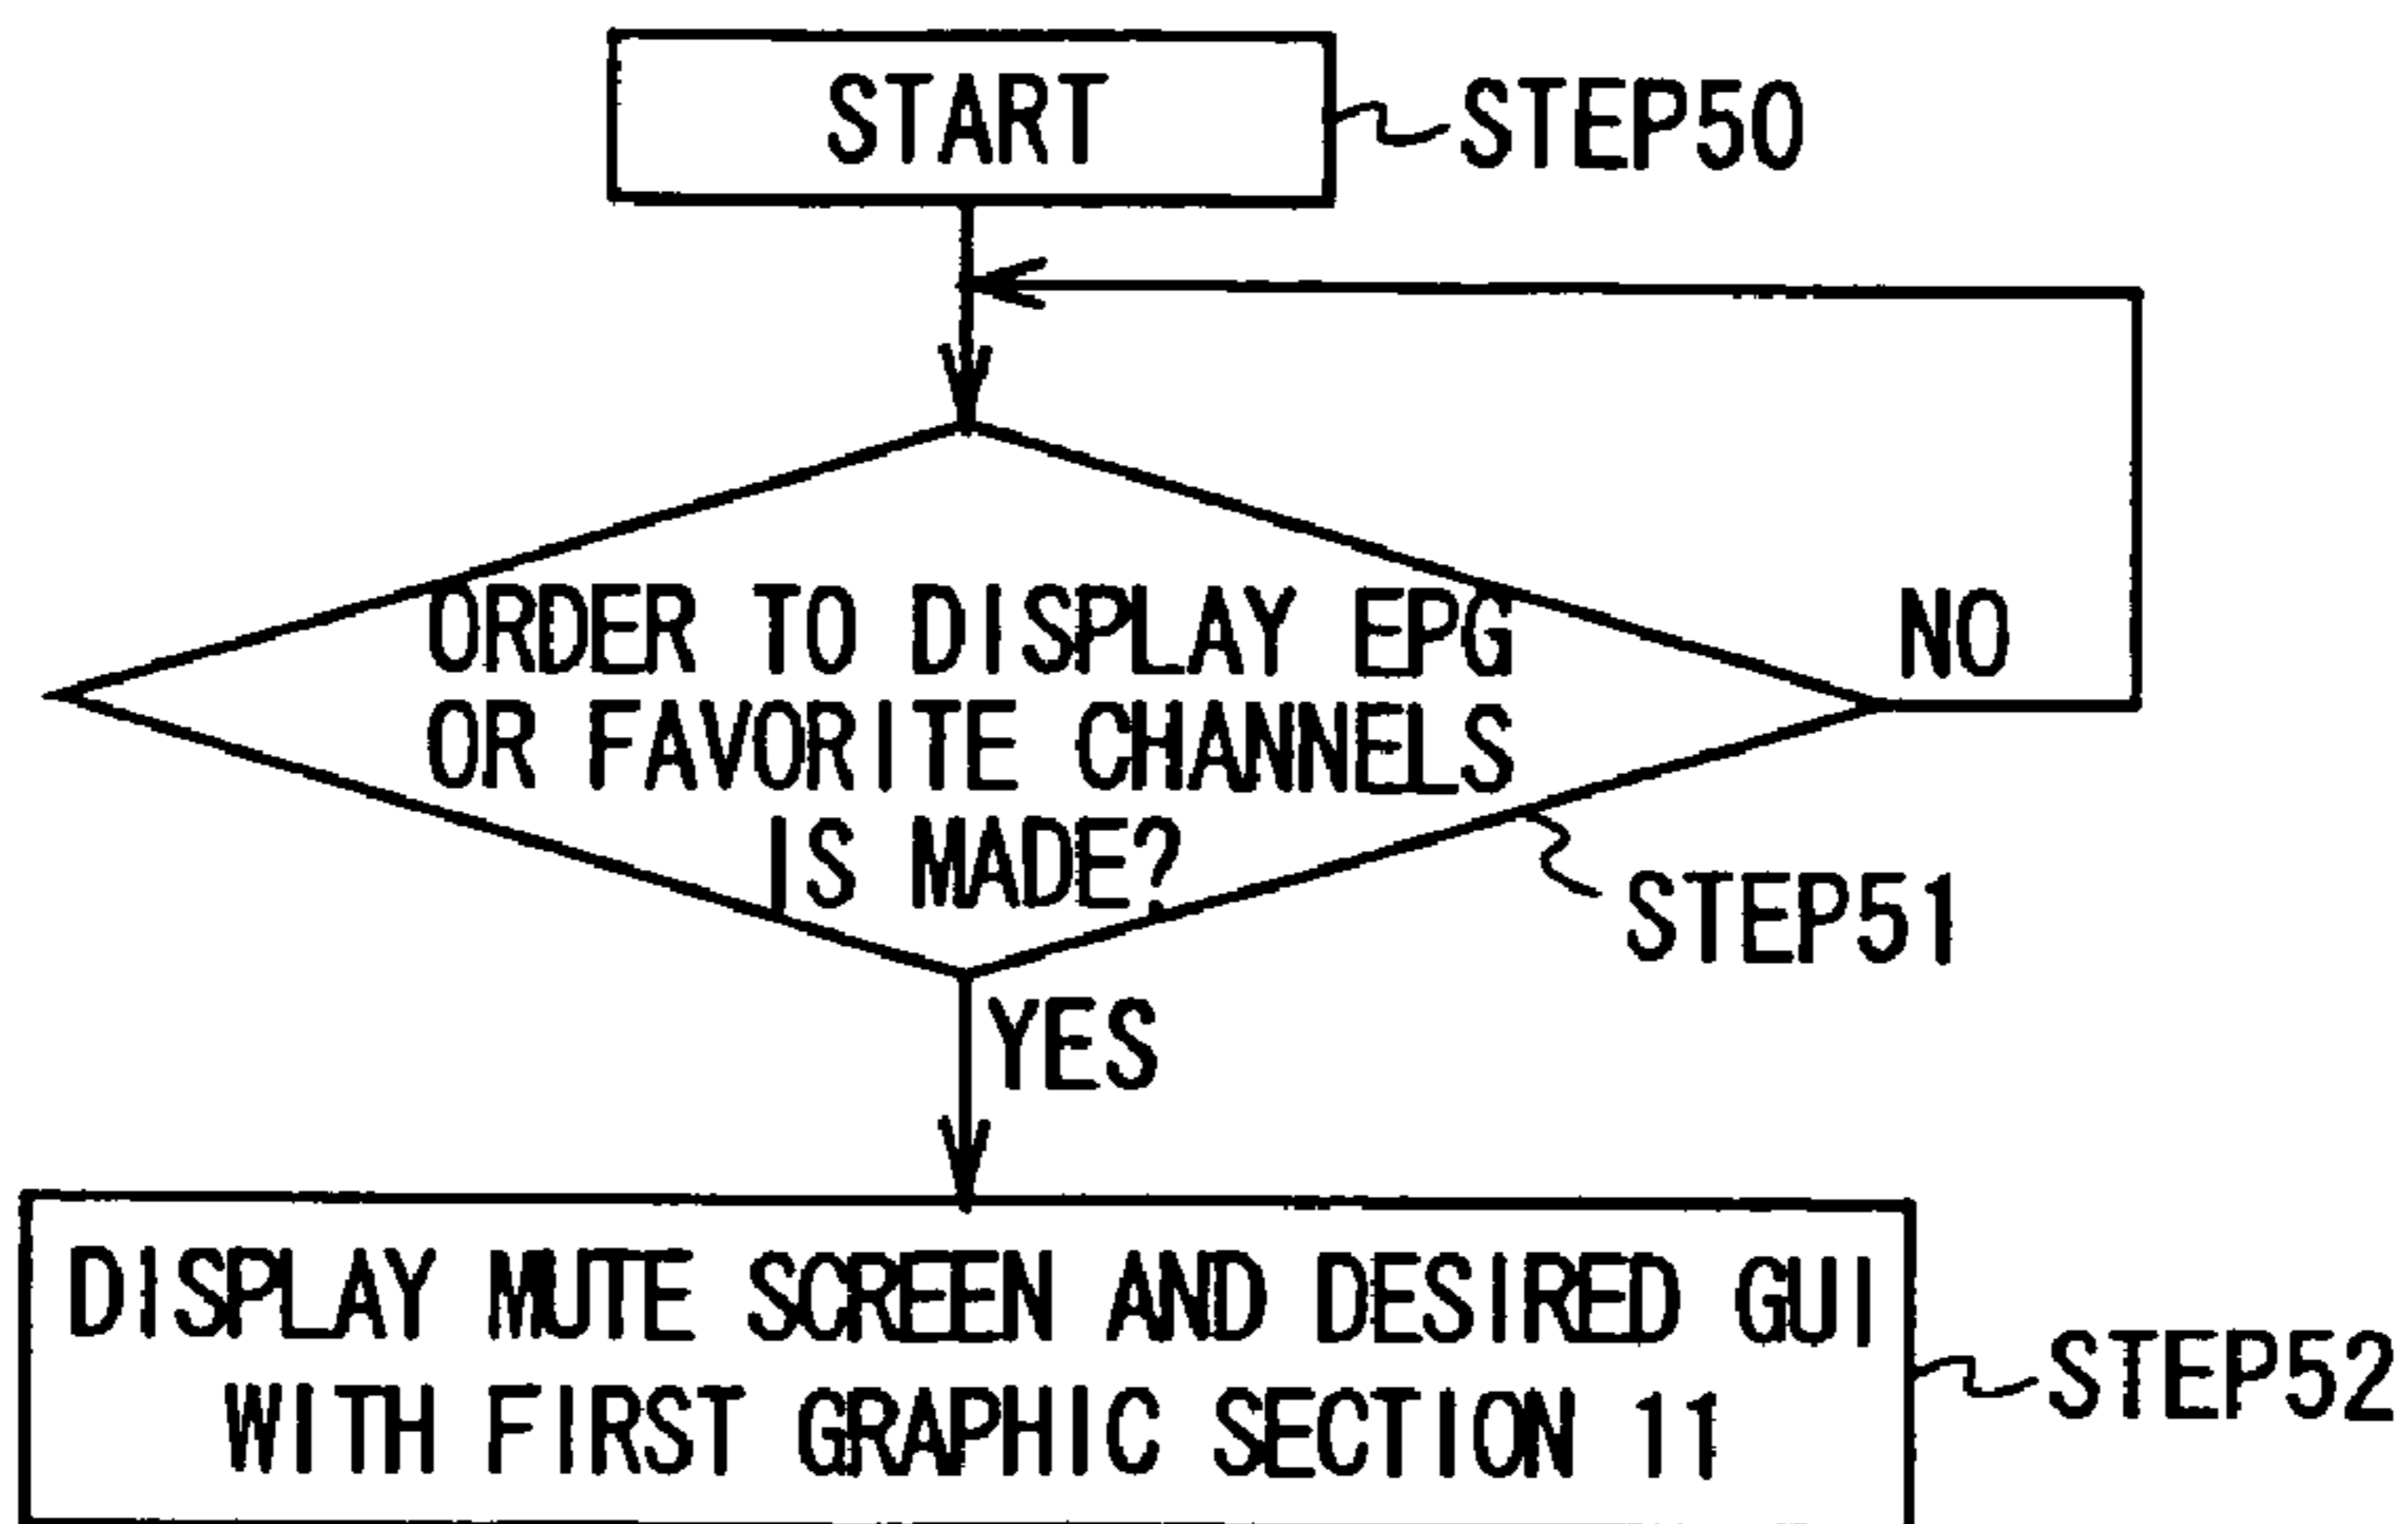 START
STEP50
ORDER TO DISPLAY EPG
OR FAVORITE CHANNELS
IS MADE?
NO
STEP51
YES
DISPLAY MUTE SCREEN AND DESIRED GUI
WITH FIRST GRAPHIC SECTION 11
STEP52